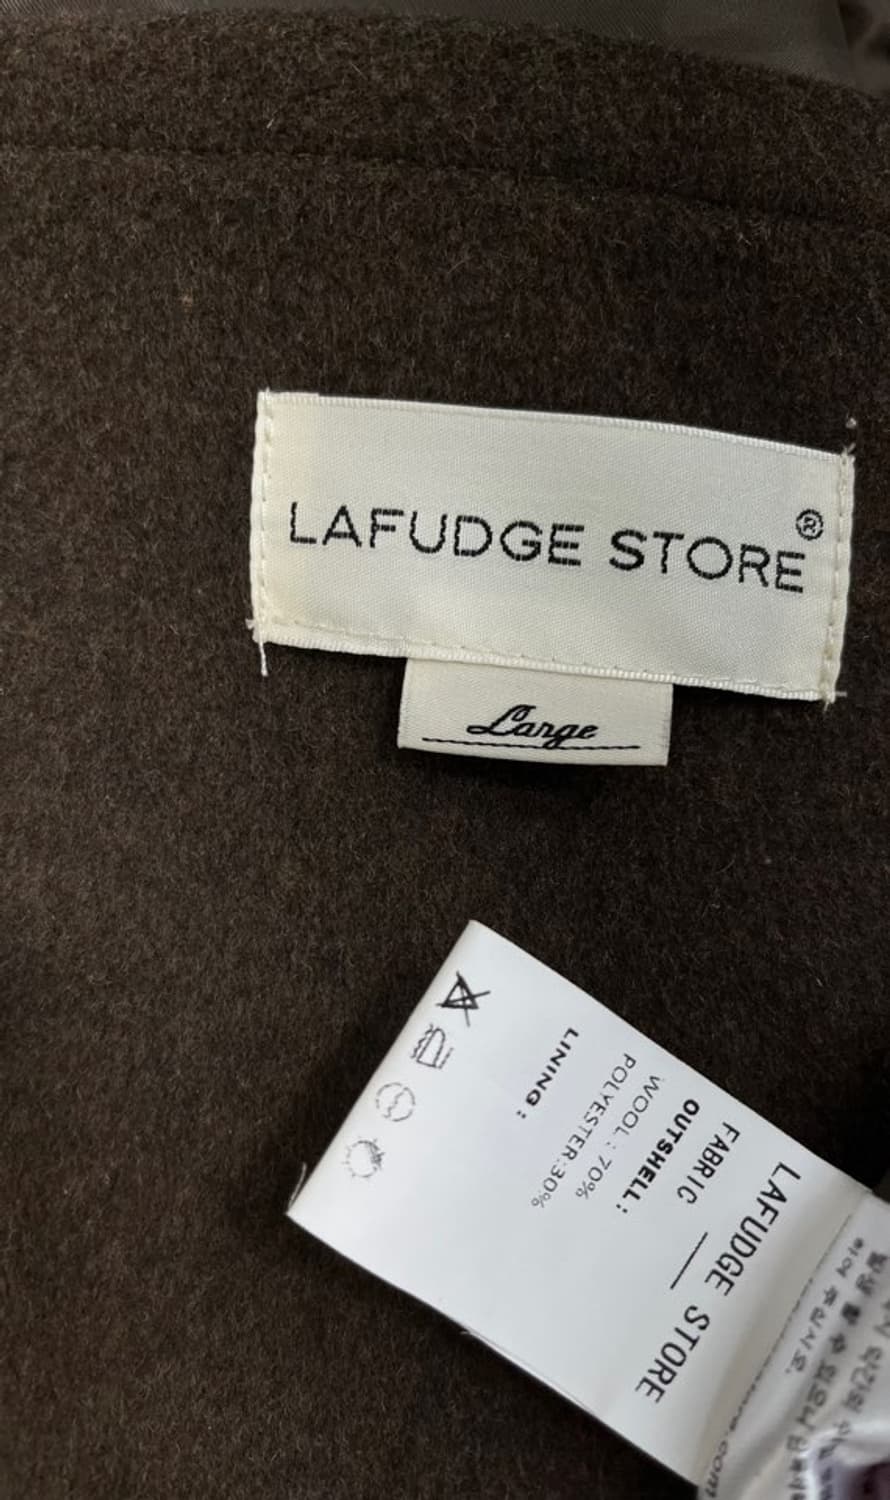 LAFUDGE STORE®
Large
LAFUDGE STORE
FABRIC
OUTSHELL :
WOOL : 70%
POLYESTER:30%
LINING :